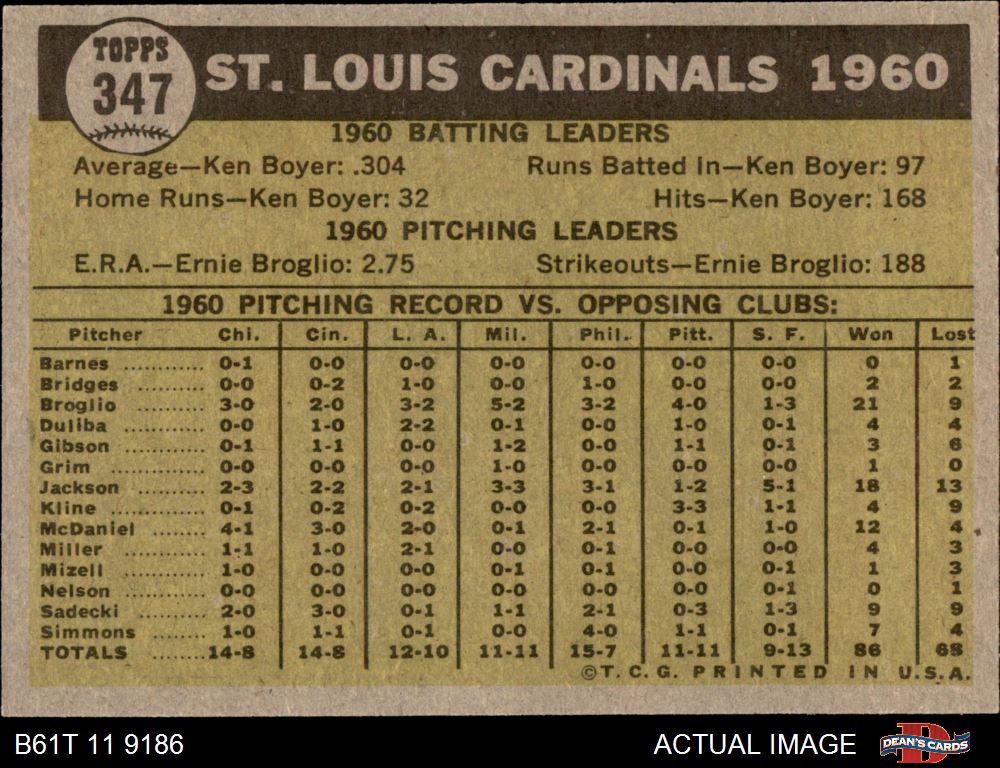 TOPPS
347
ST. LOUIS CARDINALS 1960
1960 BATTING LEADERS
Average—Ken Boyer: .304 Runs Batted In—Ken Boyer: 97
Home Runs—Ken Boyer: 32 Hits—Ken Boyer: 168
1960 PITCHING LEADERS
E.R.A.—Ernie Broglio: 2.75 Strikeouts—Ernie Broglio: 188
1960 PITCHING RECORD VS. OPPOSING CLUBS:
Pitcher Chi. Cin. L. A. Mil. Phil. Pitt. S. F. Won Lost
Barnes ............ 0-1 0-0 0-0 0-0 0-0 0-0 0-0 0 1
Bridges ............ 0-0 0-2 1-0 0-0 1-0 0-0 0-0 2 2
Broglio .......... 3-0 2-0 3-2 5-2 3-2 4-0 1-3 21 9
Duliba ............ 0-0 1-0 2-2 0-1 0-0 1-0 0-1 4 4
Gibson ............ 0-1 1-1 0-0 1-2 0-0 1-1 0-1 3 6
Grim .............. 0-0 0-0 0-0 1-0 0-0 0-0 0-0 1 0
Jackson .......... 2-3 2-2 2-1 3-3 3-1 1-2 5-1 18 13
Kline .............. 0-1 0-2 0-2 0-0 0-0 3-3 1-1 4 9
McDaniel ........ 4-1 3-0 2-0 0-1 2-1 0-1 1-0 12 4
Miller ............ 1-1 1-0 2-1 0-0 0-1 0-0 0-0 4 3
Mizell ............ 1-0 0-0 0-0 0-1 0-1 0-0 0-1 1 3
Nelson ............ 0-0 0-0 0-0 0-0 0-0 0-0 0-1 0 1
Sadecki .......... 2-0 3-0 0-1 1-1 2-1 0-3 1-3 9 9
Simmons ........ 1-0 1-1 0-1 0-0 4-0 1-1 0-1 7 4
TOTALS ........ 14-8 14-8 12-10 11-11 15-7 11-11 9-13 86 68
©T. C. G. PRINTED IN U.S.A.
B61T 11 9186 ACTUAL IMAGE DEAN'S CARDS